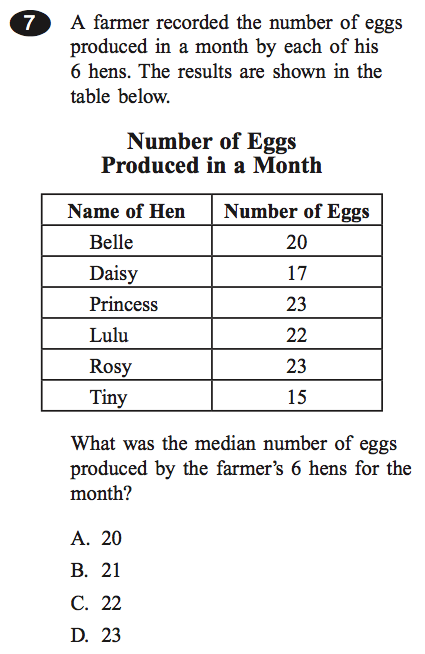 7 A farmer recorded the number of eggs
produced in a month by each of his
6 hens. The results are shown in the
table below.
Number of Eggs
Produced in a Month
Name of Hen Number of Eggs
Belle 20
Daisy 17
Princess 23
Lulu 22
Rosy 23
Tiny 15
What was the median number of eggs
produced by the farmer’s 6 hens for the
month?
A. 20
B. 21
C. 22
D. 23